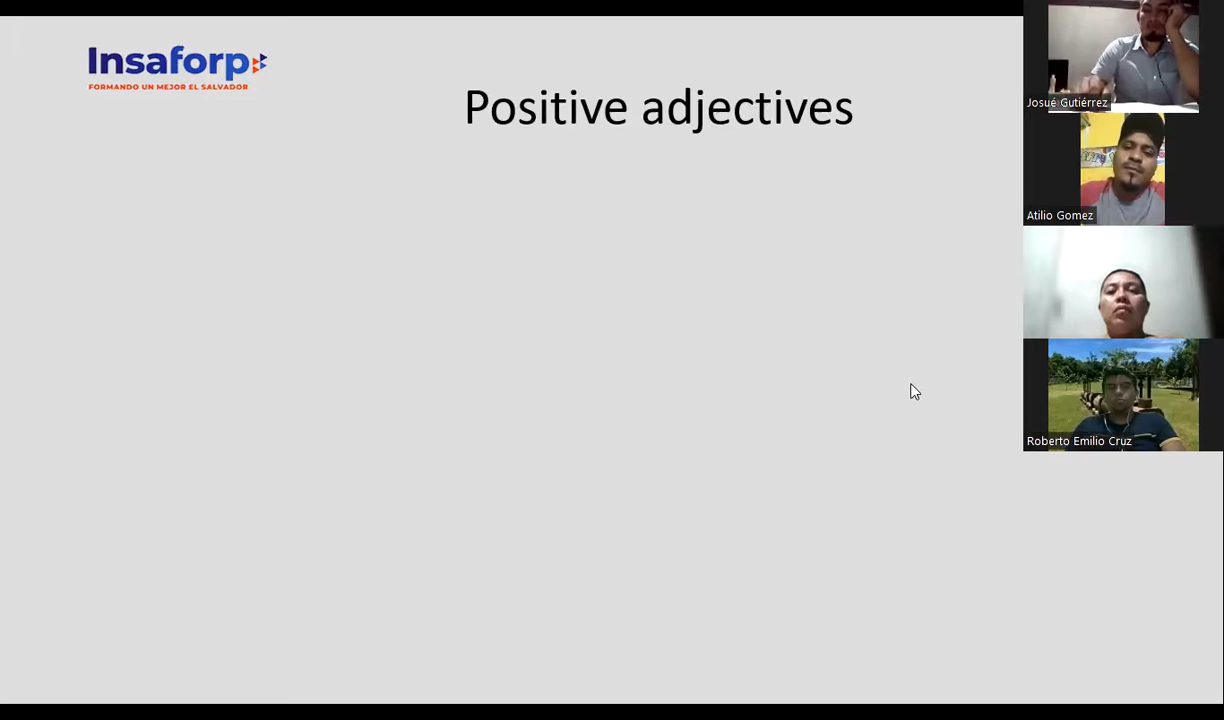 Insaforp
FORMANDO UN MEJOR EL SALVADOR
Positive adjectives
Josué Gutiérrez
Atilio Gomez
Roberto Emilio Cruz